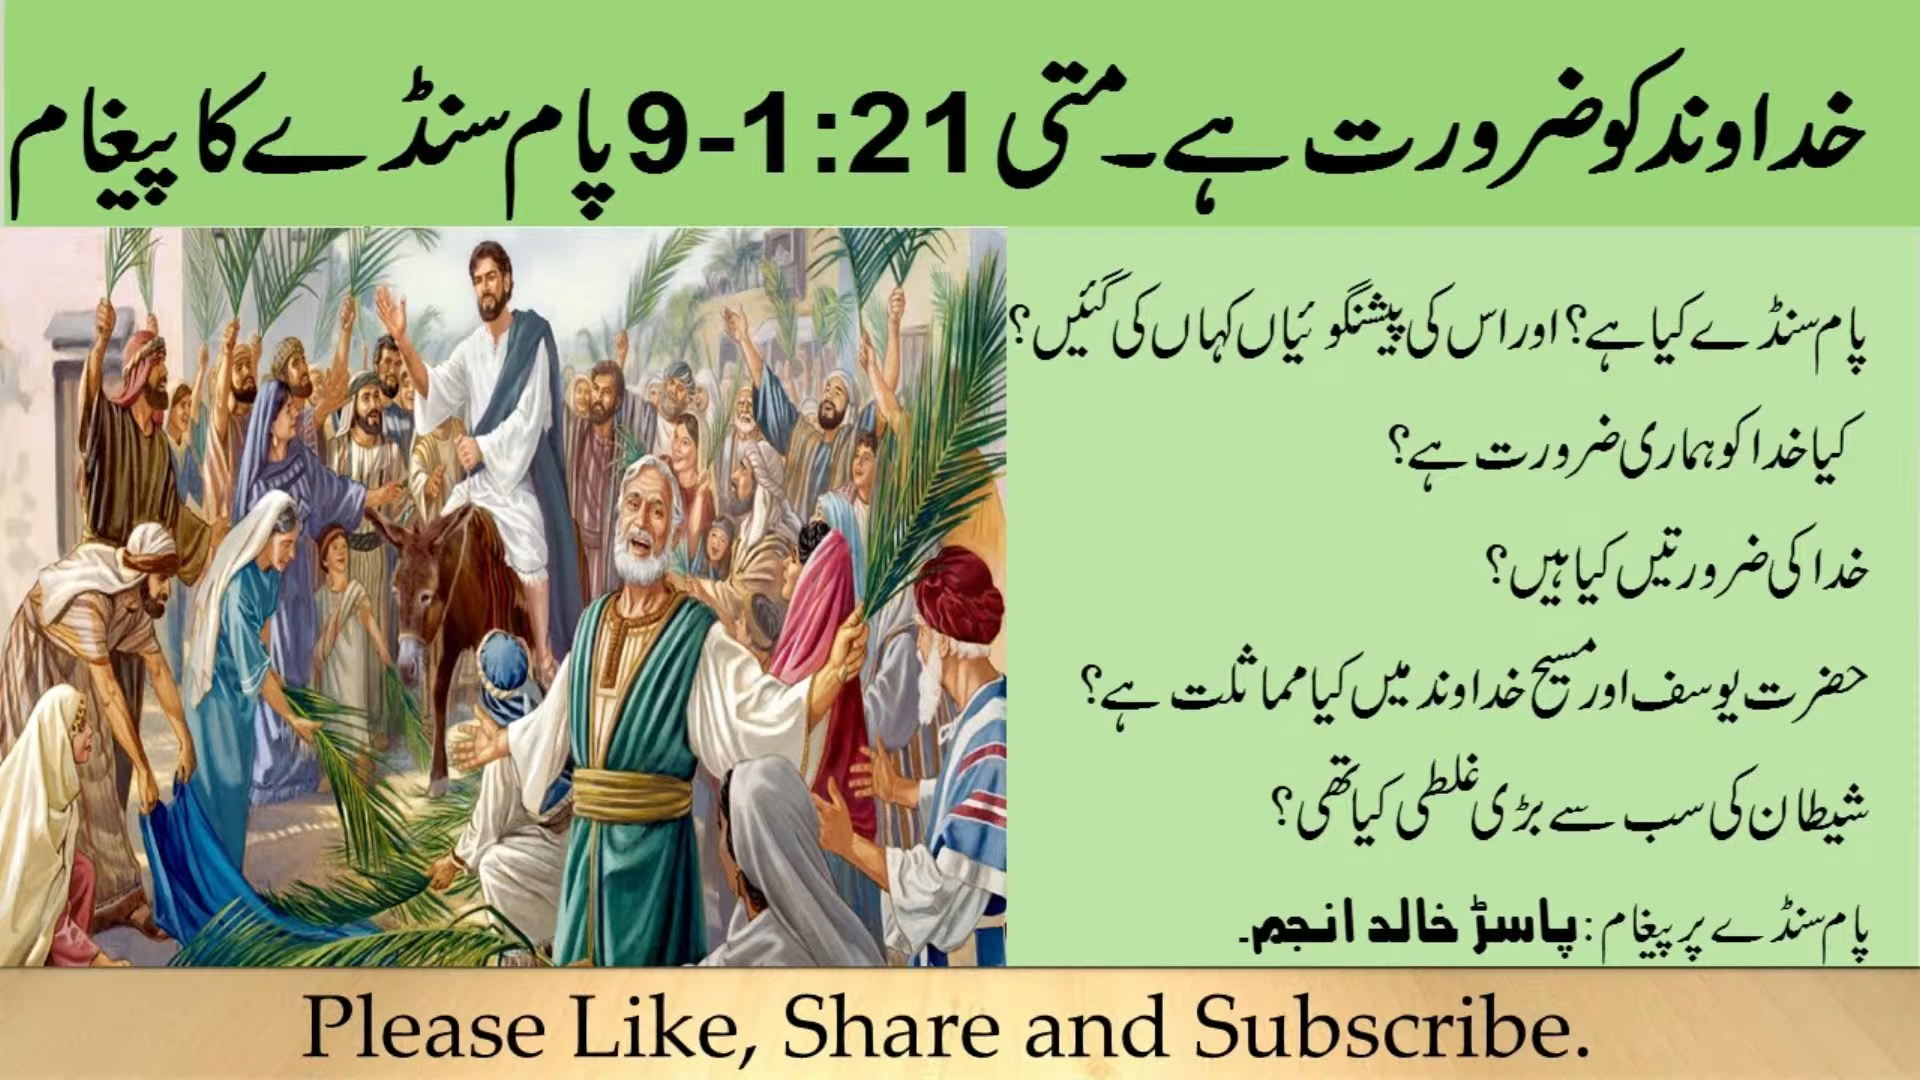 خداوند کو ضرورت ہے۔ متی 21:1-9 پام سنڈے کا پیغام
پام سنڈے کیا ہے؟ اور اس کی پیشنگوئیاں کہاں کی گئیں؟
کیا خدا کو ہماری ضرورت ہے؟
خدا کی ضرورتیں کیا ہیں؟
حضرت یوسف اور مسیح خداوند میں کیا مماثلت ہے؟
شیطان کی سب سے بڑی غلطی کیا تھی؟
پام سنڈے پر پیغام: پاسڑ خالد انجم۔
Please Like, Share and Subscribe.